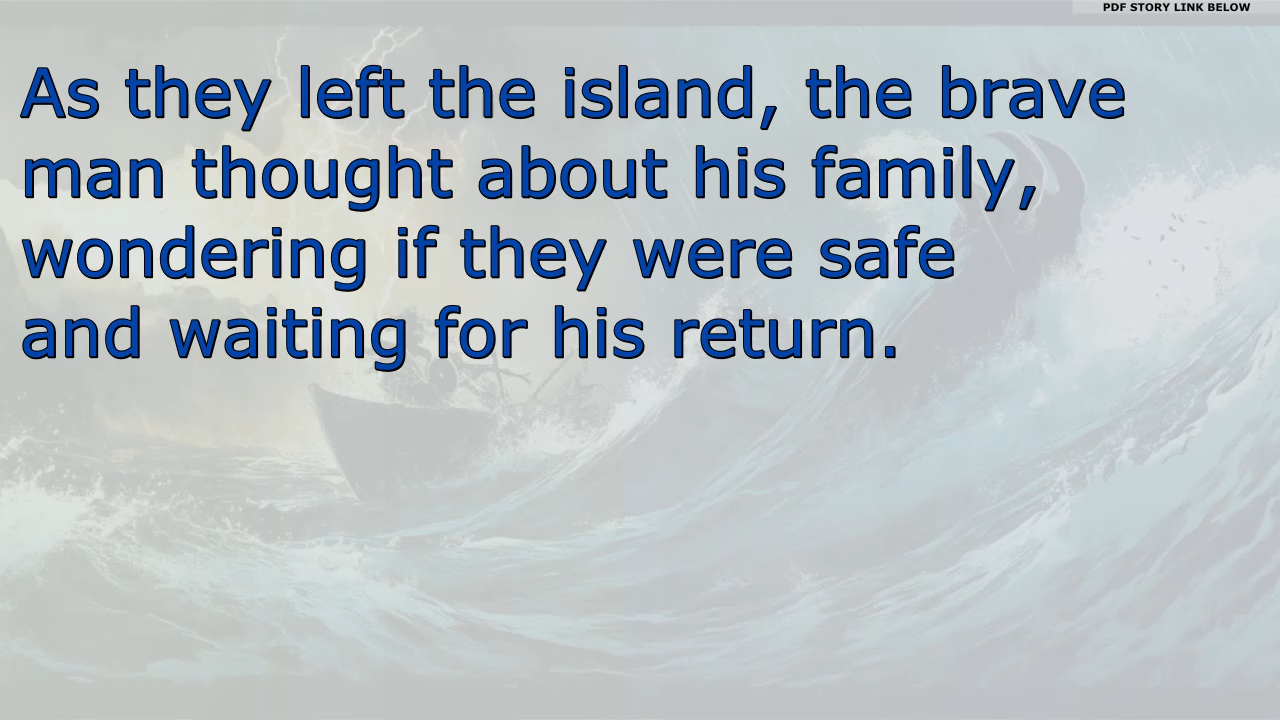 PDF STORY LINK BELOW
As they left the island, the brave
man thought about his family,
wondering if they were safe
and waiting for his return.